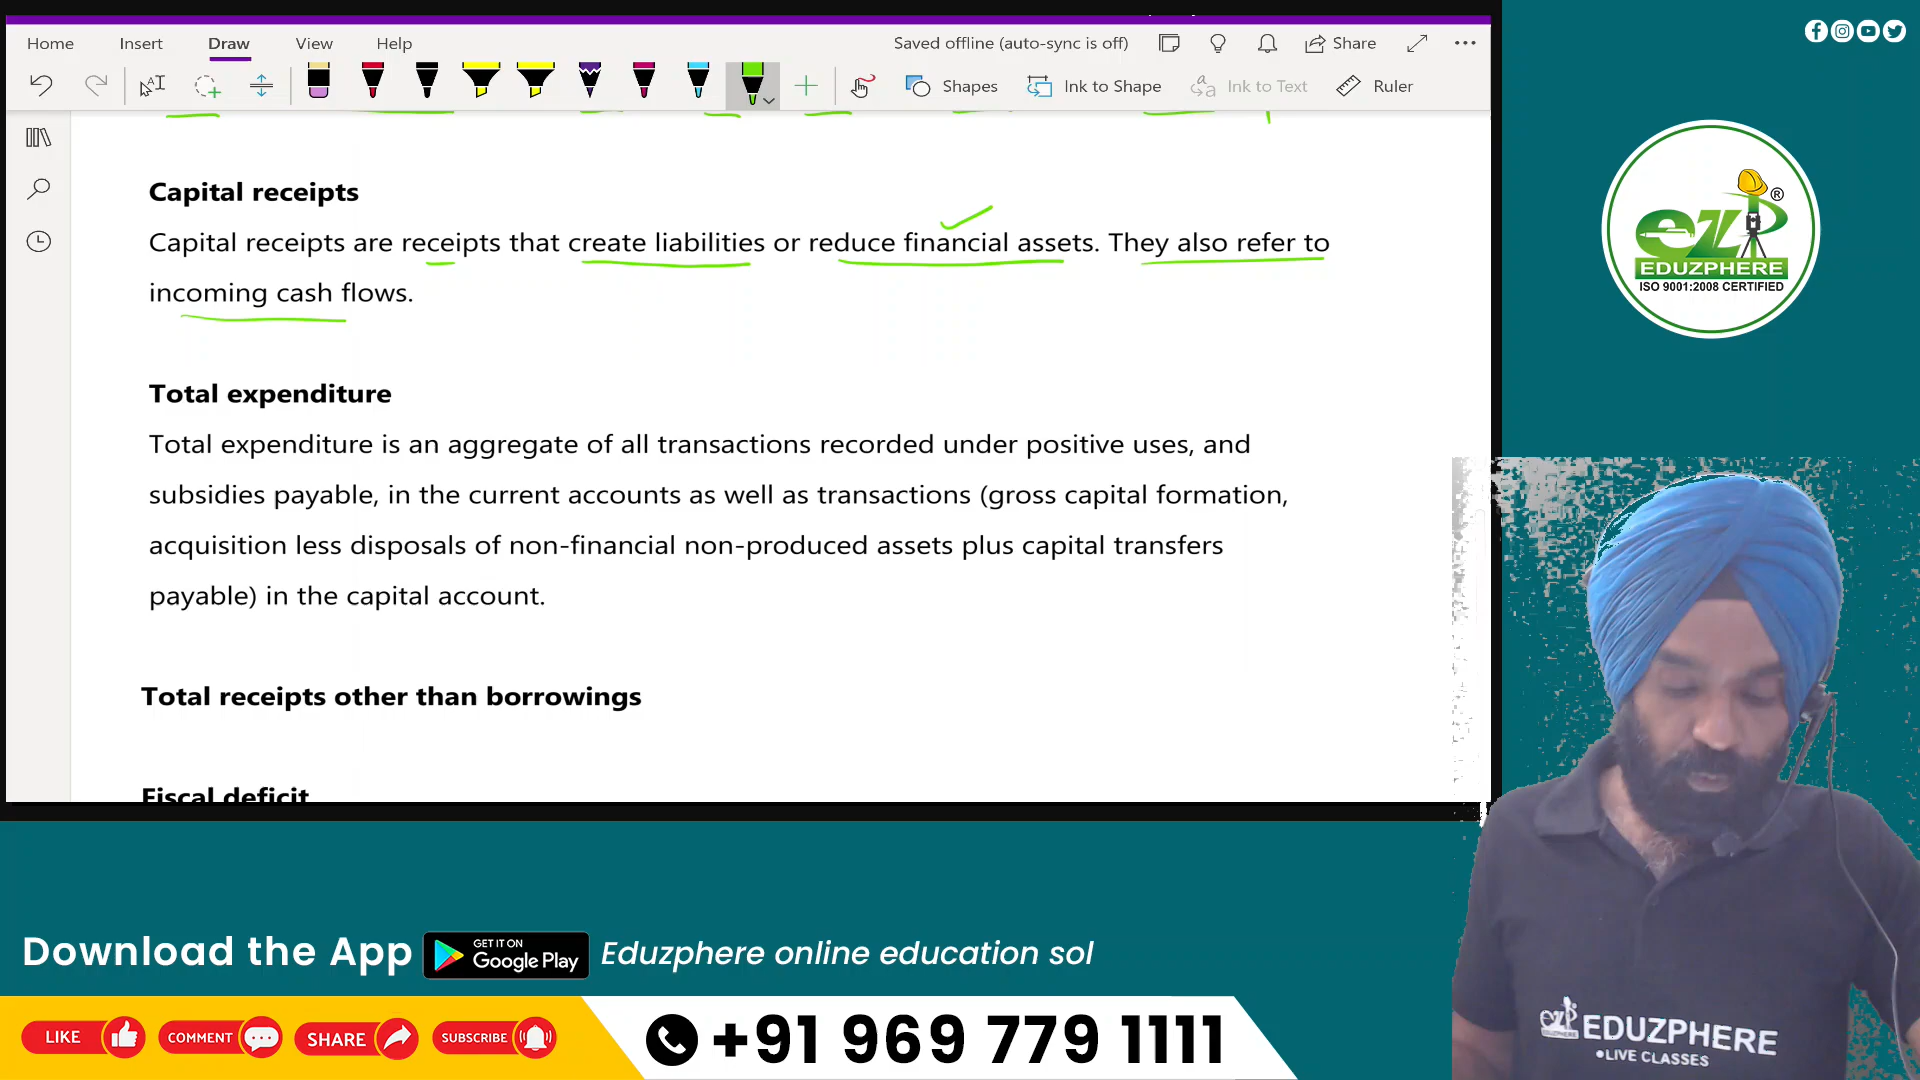 Home Insert Draw View Help Saved offline (auto-sync is off) Share
Shapes Ink to Shape Ink to Text Ruler
Capital receipts
Capital receipts are receipts that create liabilities or reduce financial assets. They also refer to
incoming cash flows.
Total expenditure
Total expenditure is an aggregate of all transactions recorded under positive uses, and
subsidies payable, in the current accounts as well as transactions (gross capital formation,
acquisition less disposals of non-financial non-produced assets plus capital transfers
payable) in the capital account.
Total receipts other than borrowings
Fiscal deficit
ezp
®
EDUZPHERE
ISO 9001:2008 CERTIFIED
EDUZPHERE
•LIVE CLASSES
Download the App GET IT ON Google Play Eduzphere online education sol
LIKE COMMENT SHARE SUBSCRIBE +91 969 779 1111